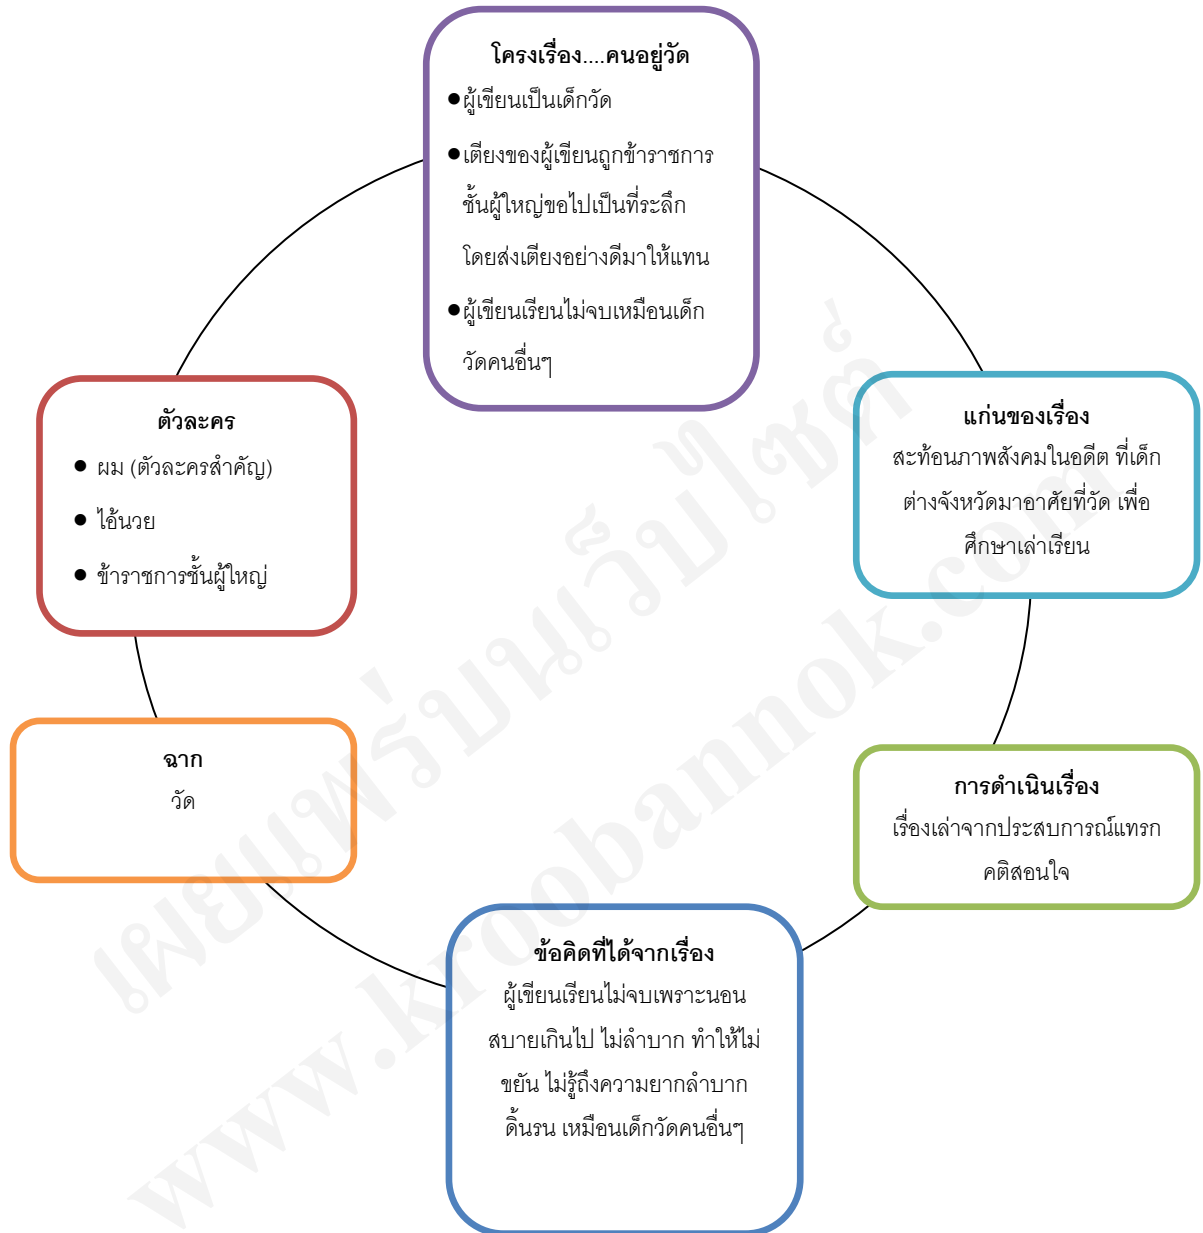 โครงเรื่อง....คนอยู่วัด
●ผู้เขียนเป็นเด็กวัด
●เตียงของผู้เขียนถูกข้าราชการ
ชั้นผู้ใหญ่ขอไปเป็นที่ระลึก
โดยส่งเตียงอย่างดีมาให้แทน
●ผู้เขียนเรียนไม่จบเหมือนเด็ก
วัดคนอื่นๆ
ตัวละคร
● ผม (ตัวละครสำคัญ)
● ไอ้นวย
● ข้าราชการชั้นผู้ใหญ่
แก่นของเรื่อง
สะท้อนภาพสังคมในอดีต ที่เด็ก
ต่างจังหวัดมาอาศัยที่วัด เพื่อ
ศึกษาเล่าเรียน
ฉาก
วัด
การดำเนินเรื่อง
เรื่องเล่าจากประสบการณ์แทรก
คติสอนใจ
ข้อคิดที่ได้จากเรื่อง
ผู้เขียนเรียนไม่จบเพราะนอน
สบายเกินไป ไม่ลำบาก ทำให้ไม่
ขยัน ไม่รู้ถึงความยากลำบาก
ดิ้นรน เหมือนเด็กวัดคนอื่นๆ
เผยแพร่บนเว็บไซต์
www.kroobannok.com